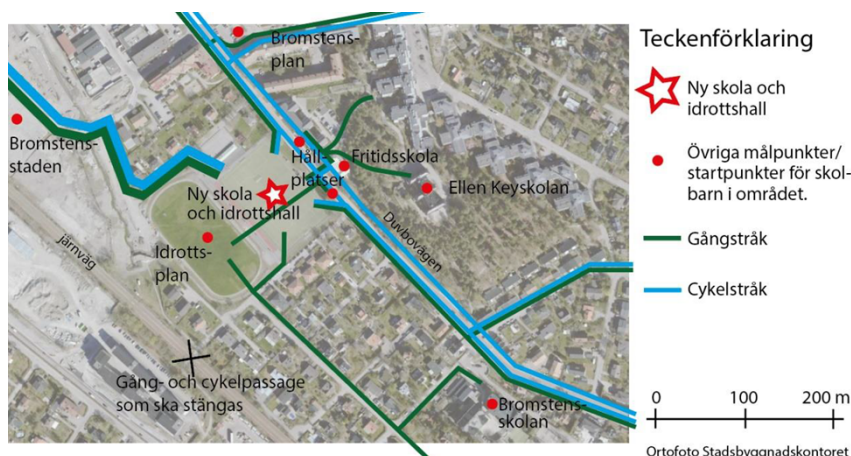 Bromstens-
plan
Bromstens-
staden
Håll-
platser
Fritidsskola
Ellen Keyskolan
Ny skola
och idrottshall
Idrotts-
plan
järnväg
Duvbovägen
Gång- och cykelpassage
som ska stängas
Bromstens-
skolan
Teckenförklaring
Ny skola och
idrottshall
Övriga målpunkter/
startpunkter för skol-
barn i området.
Gångstråk
Cykelstråk
0 100 200 m
Ortofoto Stadsbyggnadskontoret